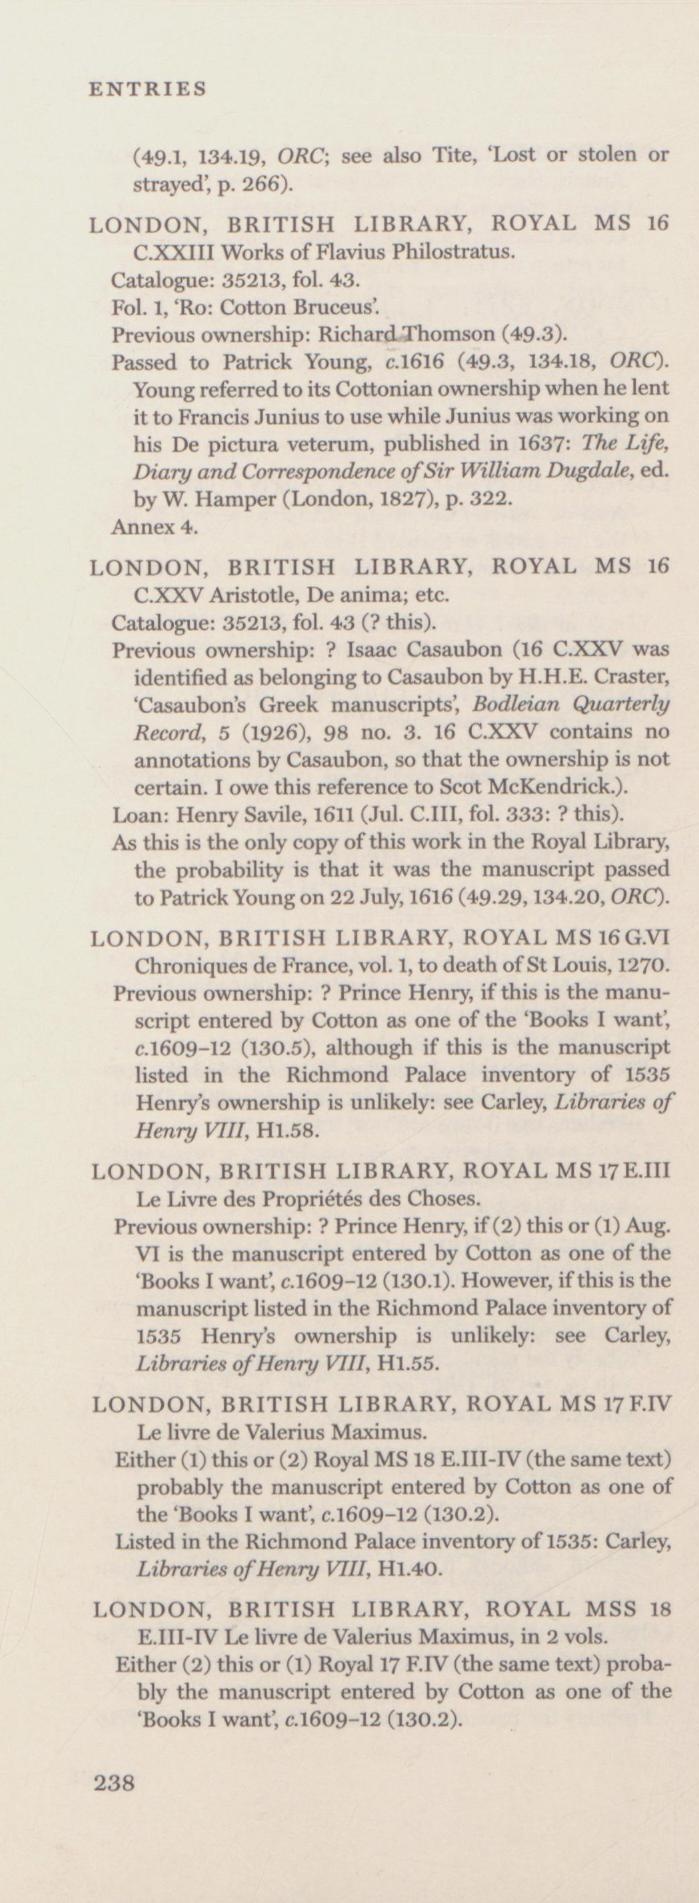 ENTRIES
(49.1, 134.19, ORC; see also Tite, ‘Lost or stolen or
strayed’, p. 266).
LONDON, BRITISH LIBRARY, ROYAL MS 16
C.XXIII Works of Flavius Philostratus.
Catalogue: 35213, fol. 43.
Fol. 1, ‘Ro: Cotton Bruceus’.
Previous ownership: Richard Thomson (49.3).
Passed to Patrick Young, c.1616 (49.3, 134.18, ORC).
Young referred to its Cottonian ownership when he lent
it to Francis Junius to use while Junius was working on
his De pictura veterum, published in 1637: The Life,
Diary and Correspondence of Sir William Dugdale, ed.
by W. Hamper (London, 1827), p. 322.
Annex 4.
LONDON, BRITISH LIBRARY, ROYAL MS 16
C.XXV Aristotle, De anima; etc.
Catalogue: 35213, fol. 43 (? this).
Previous ownership: ? Isaac Casaubon (16 C.XXV was
identified as belonging to Casaubon by H.H.E. Craster,
‘Casaubon’s Greek manuscripts’, Bodleian Quarterly
Record, 5 (1926), 98 no. 3. 16 C.XXV contains no
annotations by Casaubon, so that the ownership is not
certain. I owe this reference to Scot McKendrick.).
Loan: Henry Savile, 1611 (Jul. C.III, fol. 333: ? this).
As this is the only copy of this work in the Royal Library,
the probability is that it was the manuscript passed
to Patrick Young on 22 July, 1616 (49.29, 134.20, ORC).
LONDON, BRITISH LIBRARY, ROYAL MS 16 G.VI
Chroniques de France, vol. 1, to death of St Louis, 1270.
Previous ownership: ? Prince Henry, if this is the manu-
script entered by Cotton as one of the ‘Books I want’,
c.1609–12 (130.5), although if this is the manuscript
listed in the Richmond Palace inventory of 1535
Henry’s ownership is unlikely: see Carley, Libraries of
Henry VIII, H1.58.
LONDON, BRITISH LIBRARY, ROYAL MS 17 E.III
Le Livre des Propriétés des Choses.
Previous ownership: ? Prince Henry, if (2) this or (1) Aug.
VI is the manuscript entered by Cotton as one of the
‘Books I want’, c.1609–12 (130.1). However, if this is the
manuscript listed in the Richmond Palace inventory of
1535 Henry’s ownership is unlikely: see Carley,
Libraries of Henry VIII, H1.55.
LONDON, BRITISH LIBRARY, ROYAL MS 17 F.IV
Le livre de Valerius Maximus.
Either (1) this or (2) Royal MS 18 E.III-IV (the same text)
probably the manuscript entered by Cotton as one of
the ‘Books I want’, c.1609–12 (130.2).
Listed in the Richmond Palace inventory of 1535: Carley,
Libraries of Henry VIII, H1.40.
LONDON, BRITISH LIBRARY, ROYAL MSS 18
E.III-IV Le livre de Valerius Maximus, in 2 vols.
Either (2) this or (1) Royal 17 F.IV (the same text) proba-
bly the manuscript entered by Cotton as one of the
‘Books I want’, c.1609–12 (130.2).
238